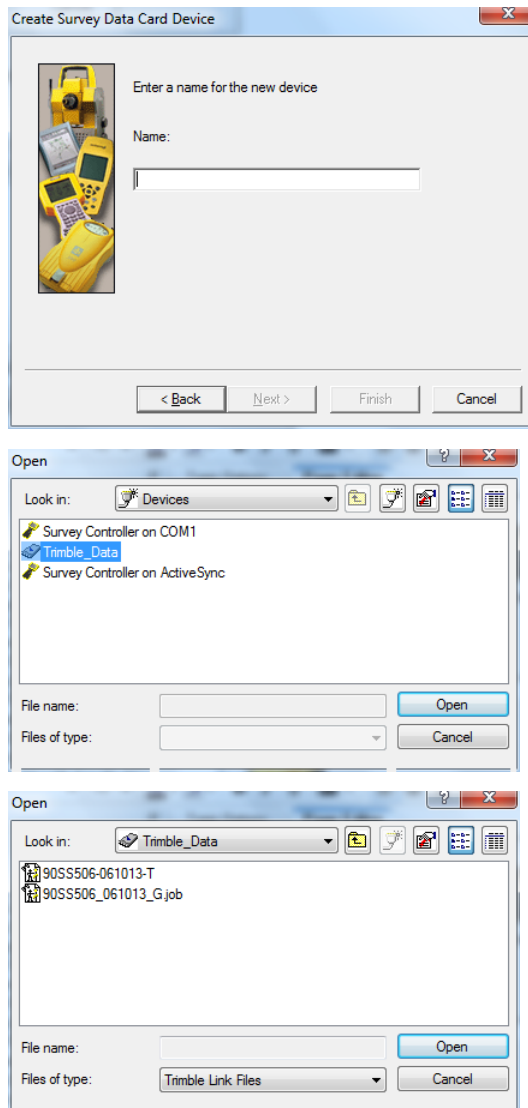 Create Survey Data Card Device
Enter a name for the new device
Name:
< Back Next > Finish Cancel
Open
Look in: Devices
Survey Controller on COM1
Trimble_Data
Survey Controller on ActiveSync
File name: Open
Files of type: Cancel
Open
Look in: Trimble_Data
90SS506-061013-T
90SS506_061013_G.job
File name: Open
Files of type: Trimble Link Files Cancel